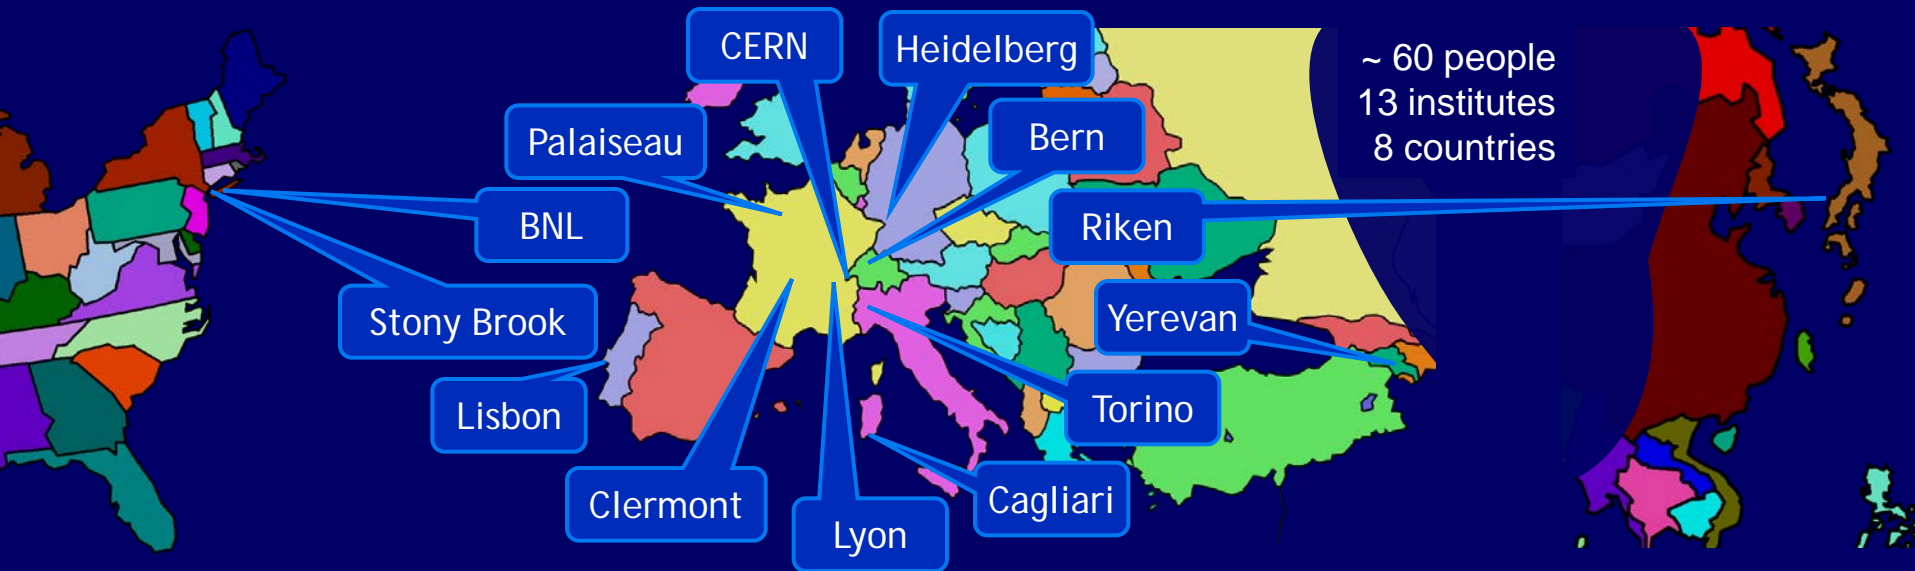 CERN
Heidelberg
~ 60 people
13 institutes
8 countries
Palaiseau
Bern
BNL
Riken
Stony Brook
Yerevan
Lisbon
Torino
Clermont
Cagliari
Lyon